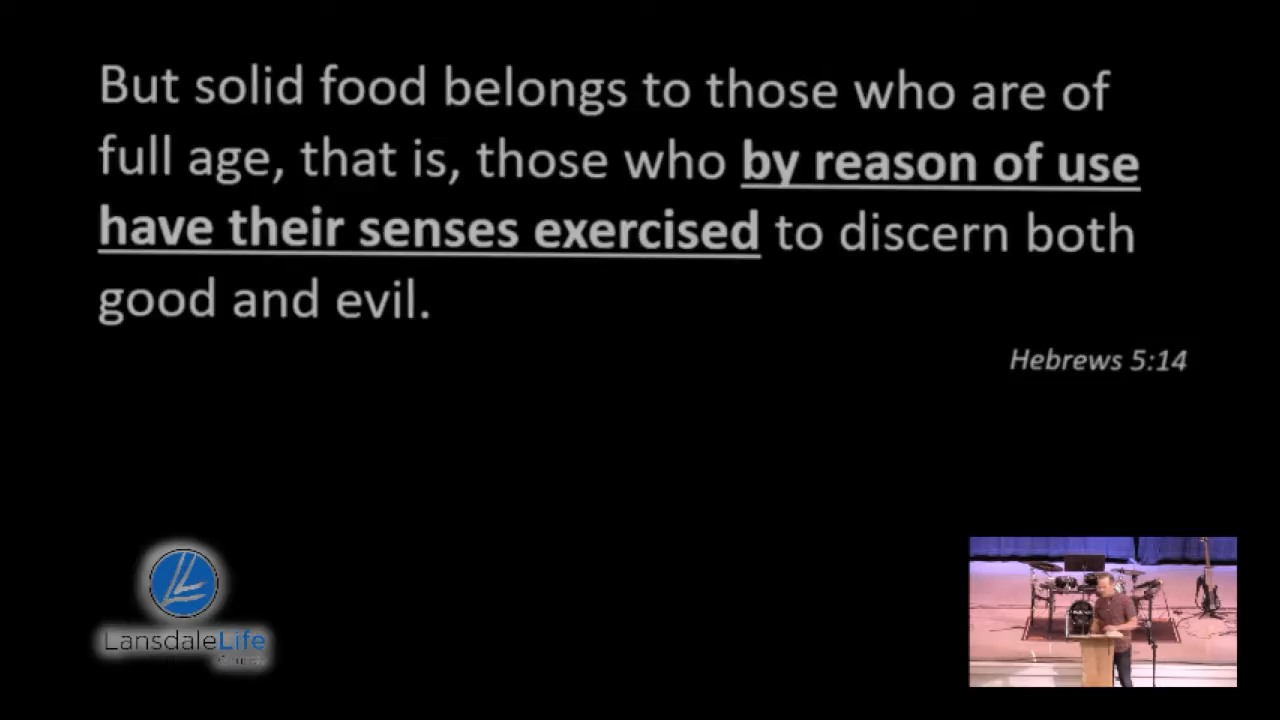 But solid food belongs to those who are of
full age, that is, those who by reason of use
have their senses exercised to discern both
good and evil.
Hebrews 5:14
LansdaleLife